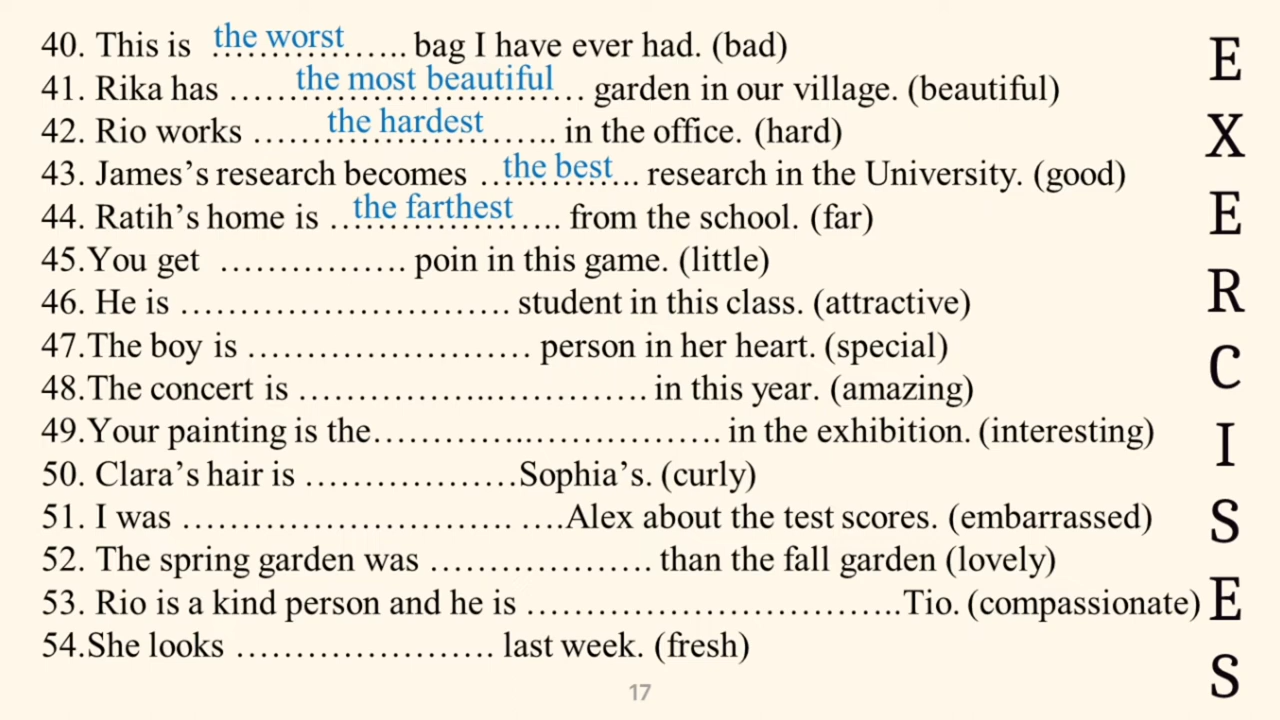 40. This is the worst ................ bag I have ever had. (bad)
41. Rika has the most beautiful .............................. garden in our village. (beautiful)
42. Rio works the hardest .......................... in the office. (hard)
43. James’s research becomes the best .............. research in the University. (good)
44. Ratih’s home is the farthest .................... from the school. (far)
45.You get ................ poin in this game. (little)
46. He is ............................ student in this class. (attractive)
47.The boy is ........................ person in her heart. (special)
48.The concert is .............................. in this year. (amazing)
49.Your painting is the.............................. in the exhibition. (interesting)
50. Clara’s hair is ..................Sophia’s. (curly)
51. I was ............................ ....Alex about the test scores. (embarrassed)
52. The spring garden was ................... than the fall garden (lovely)
53. Rio is a kind person and he is ................................Tio. (compassionate)
54.She looks ...................... last week. (fresh)
17
E
X
E
R
C
I
S
E
S